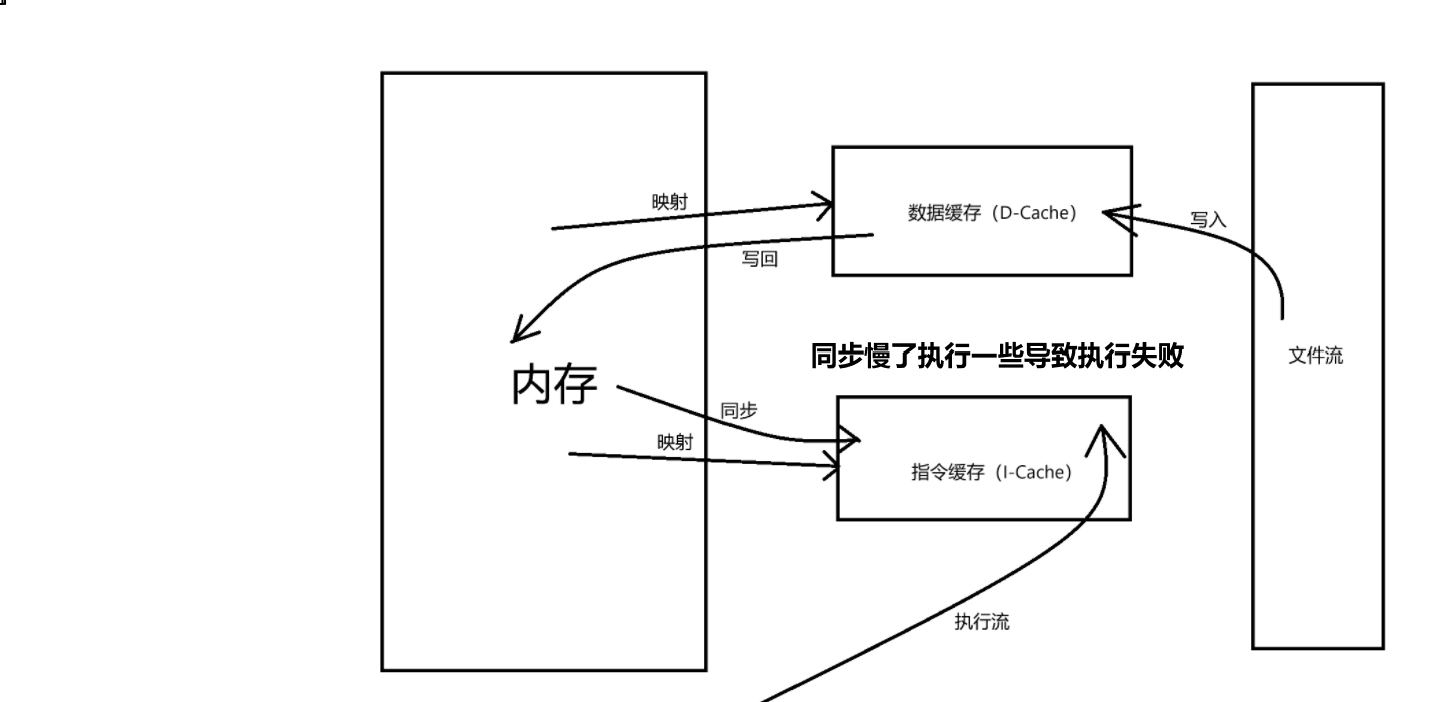 映射
数据缓存（D-Cache）
写入
写回
同步慢了执行一些导致执行失败
文件流
内存
同步
映射
指令缓存（I-Cache）
执行流